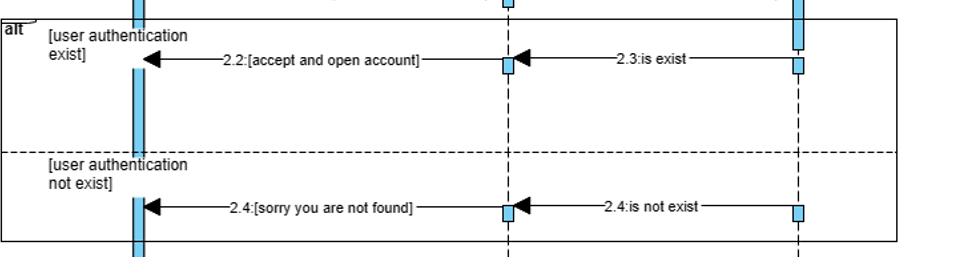 alt
[user authentication
exist]
2.2:[accept and open account]
2.3:is exist
[user authentication
not exist]
2.4:[sorry you are not found]
2.4:is not exist